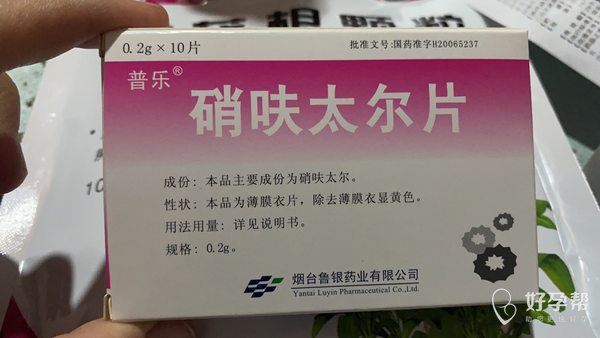 0.2g×10片
批准文号:国药准字H20065237
普乐®
硝呋太尔片
成份：本品主要成份为硝呋太尔。
性状：本品为薄膜衣片，除去薄膜衣显黄色。
用法用量：详见说明书。
规格：0.2g。
烟台鲁银药业有限公司
Yantai Luyin Pharmaceutical Co.,Ltd.
好孕帮